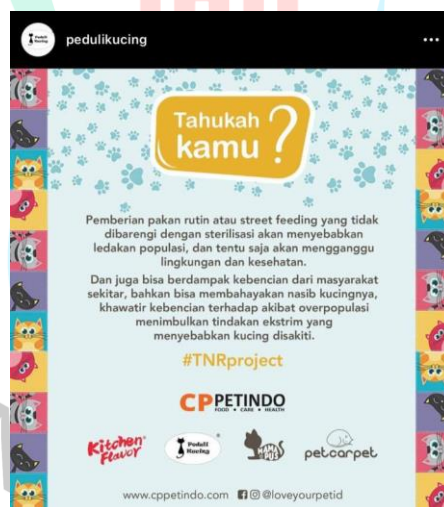 pedulikucing
Tahukah
kamu ?
Pemberian pakan rutin atau street feeding yang tidak
dibarengi dengan sterilisasi akan menyebabkan
ledakan populasi, dan tentu saja akan mengganggu
lingkungan dan kesehatan.
Dan juga bisa berdampak kebencian dari masyarakat
sekitar, bahkan bisa membahayakan nasib kucingnya,
khawatir kebencian terhadap akibat overpopulasi
menimbulkan tindakan ekstrim yang
menyebabkan kucing disakiti.
#TNRproject
CPPETINDO
FOOD • CARE • HEALTH
Kitchen
Flavor
Peduli
Kucing
petcarpet
www.cppetindo.com @loveyourpetid